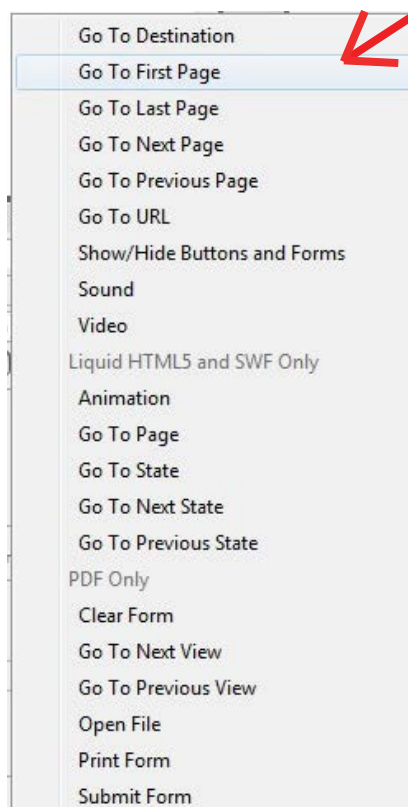 Go To Destination
Go To First Page
Go To Last Page
Go To Next Page
Go To Previous Page
Go To URL
Show/Hide Buttons and Forms
Sound
Video
Liquid HTML5 and SWF Only
Animation
Go To Page
Go To State
Go To Next State
Go To Previous State
PDF Only
Clear Form
Go To Next View
Go To Previous View
Open File
Print Form
Submit Form